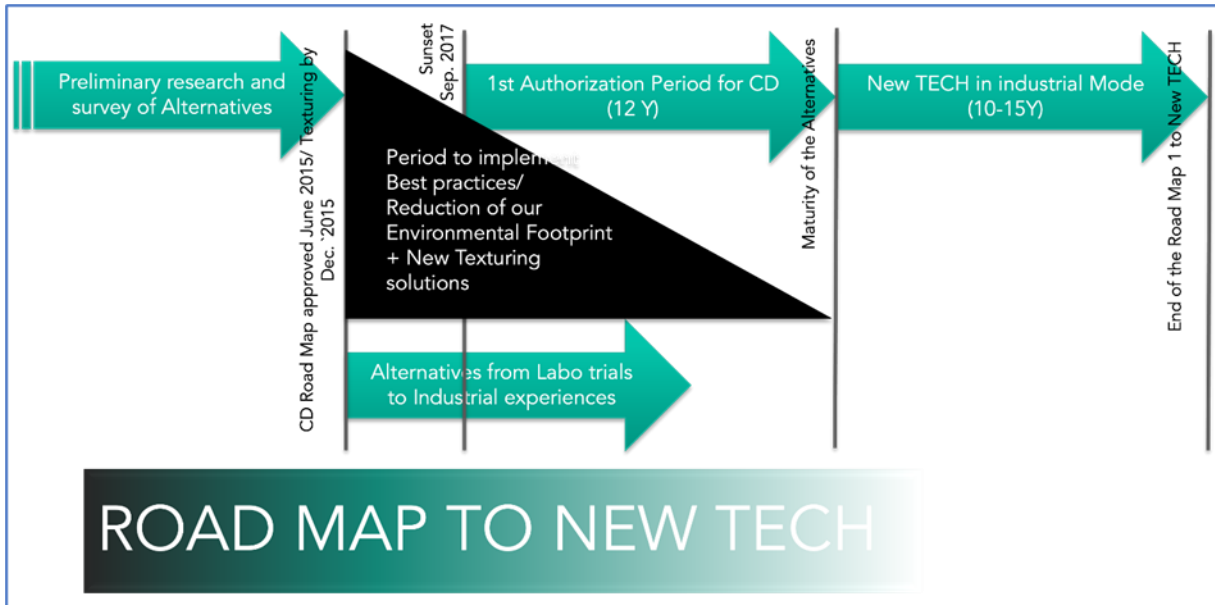 Preliminary research and
survey of Alternatives
CD Road Map approved June 2015/ Texturing by
Dec. `2015
Sunset
Sep. 2017
1st Authorization Period for CD
(12 Y)
Maturity of the Alternatives
New TECH in industrial Mode
(10-15Y)
End of the Road Map 1 to New TECH
Period to implement
Best practices/
Reduction of our
Environmental Footprint
+ New Texturing
solutions
Alternatives from Labo trials
to Industrial experiences
ROAD MAP TO NEW TECH